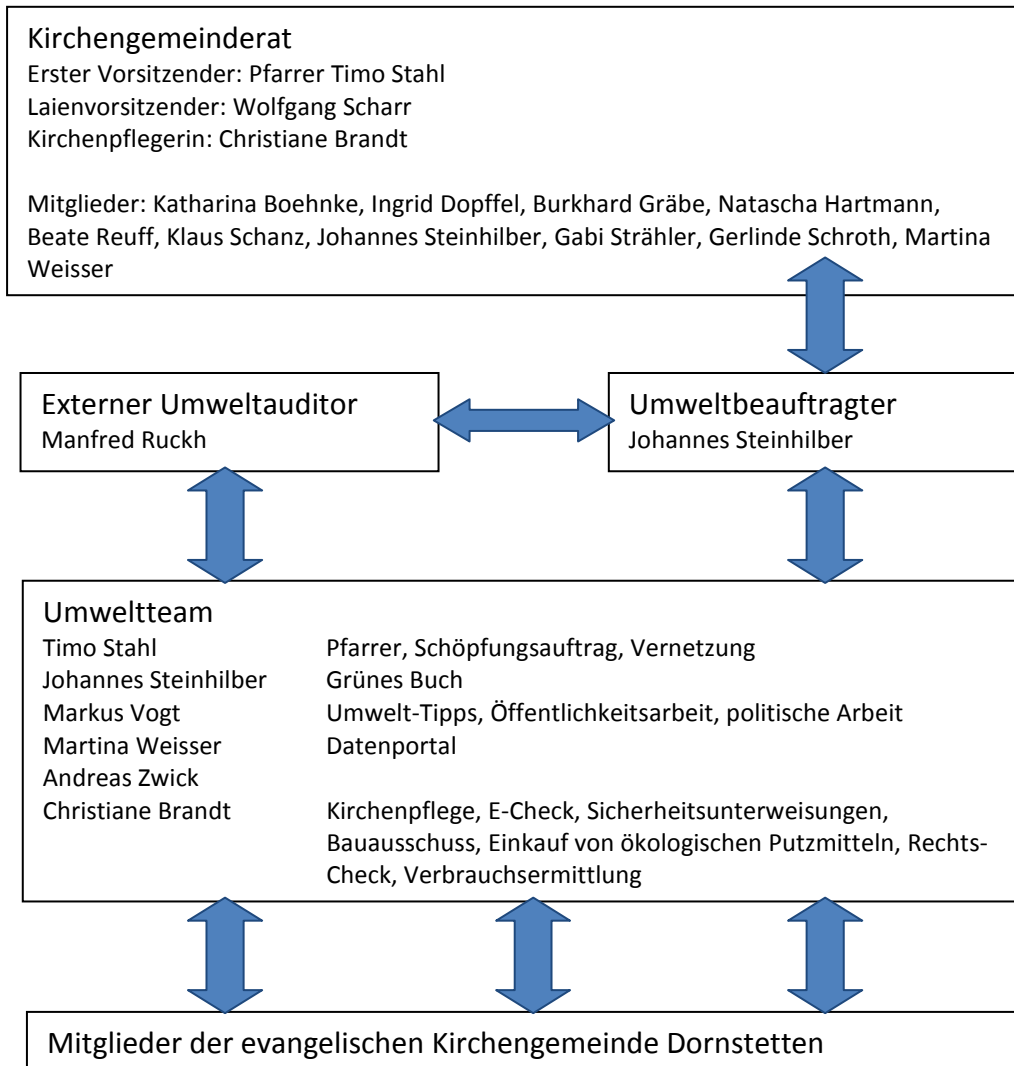 Kirchengemeinderat
Erster Vorsitzender: Pfarrer Timo Stahl
Laienvorsitzender: Wolfgang Scharr
Kirchenpflegerin: Christiane Brandt
Mitglieder: Katharina Boehnke, Ingrid Dopffel, Burkhard Gräbe, Natascha Hartmann,
Beate Reuff, Klaus Schanz, Johannes Steinhilber, Gabi Strähler, Gerlinde Schroth, Martina
Weisser
Externer Umweltauditor
Manfred Ruckh
Umweltbeauftragter
Johannes Steinhilber
Umweltteam
Timo Stahl Pfarrer, Schöpfungsauftrag, Vernetzung
Johannes Steinhilber Grünes Buch
Markus Vogt Umwelt-Tipps, Öffentlichkeitsarbeit, politische Arbeit
Martina Weisser Datenportal
Andreas Zwick
Christiane Brandt Kirchenpflege, E-Check, Sicherheitsunterweisungen,
Bauausschuss, Einkauf von ökologischen Putzmitteln, Rechts-
Check, Verbrauchsermittlung
Mitglieder der evangelischen Kirchengemeinde Dornstetten